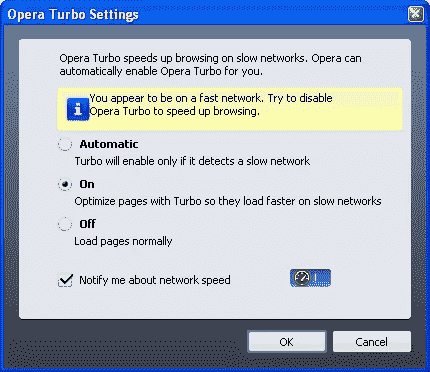 Opera Turbo Settings
Opera Turbo speeds up browsing on slow networks. Opera can
automatically enable Opera Turbo for you.
You appear to be on a fast network. Try to disable
Opera Turbo to speed up browsing.
Automatic
Turbo will enable only if it detects a slow network
On
Optimize pages with Turbo so they load faster on slow networks
Off
Load pages normally
Notify me about network speed
OK Cancel